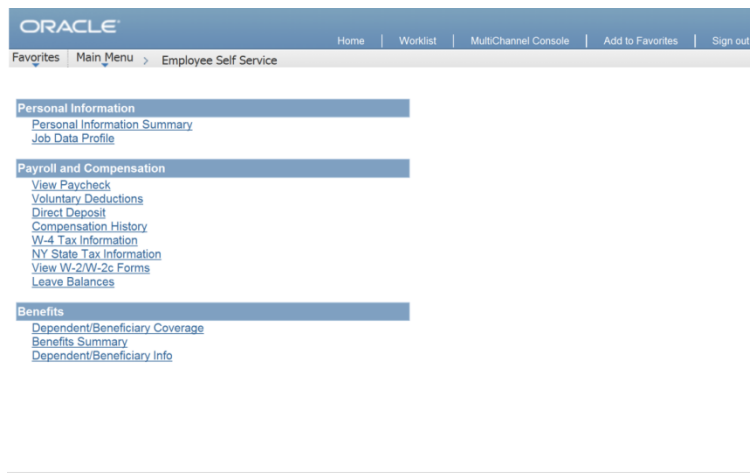 ORACLE
Home | Worklist | MultiChannel Console | Add to Favorites | Sign out
Favorites Main Menu > Employee Self Service
Personal Information
Personal Information Summary
Job Data Profile
Payroll and Compensation
View Paycheck
Voluntary Deductions
Direct Deposit
Compensation History
W-4 Tax Information
NY State Tax Information
View W-2/W-2c Forms
Leave Balances
Benefits
Dependent/Beneficiary Coverage
Benefits Summary
Dependent/Beneficiary Info